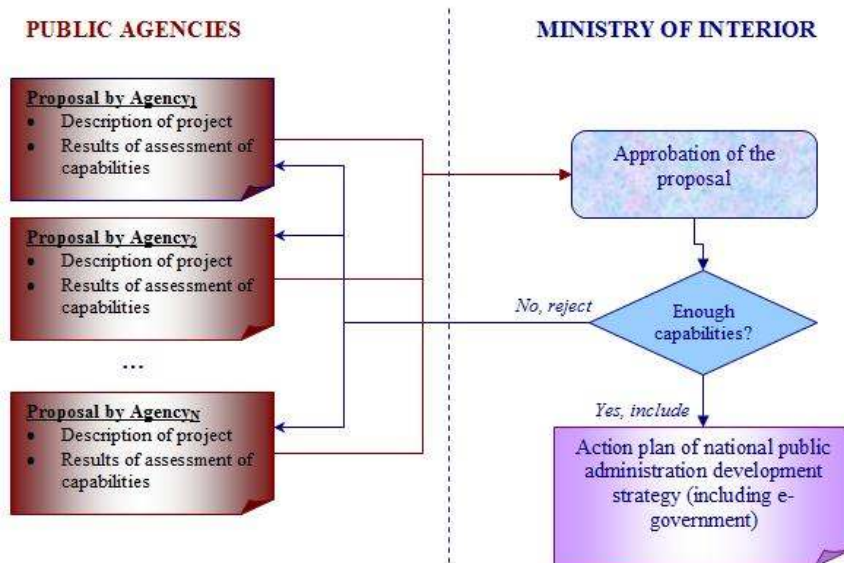 PUBLIC AGENCIES
MINISTRY OF INTERIOR
Proposal by Agency1
• Description of project
• Results of assessment of
capabilities
Proposal by Agency2
• Description of project
• Results of assessment of
capabilities
...
Proposal by AgencyN
• Description of project
• Results of assessment of
capabilities
Approbation of the
proposal
No, reject
Enough
capabilities?
Yes, include
Action plan of national public
administration development
strategy (including e-
government)